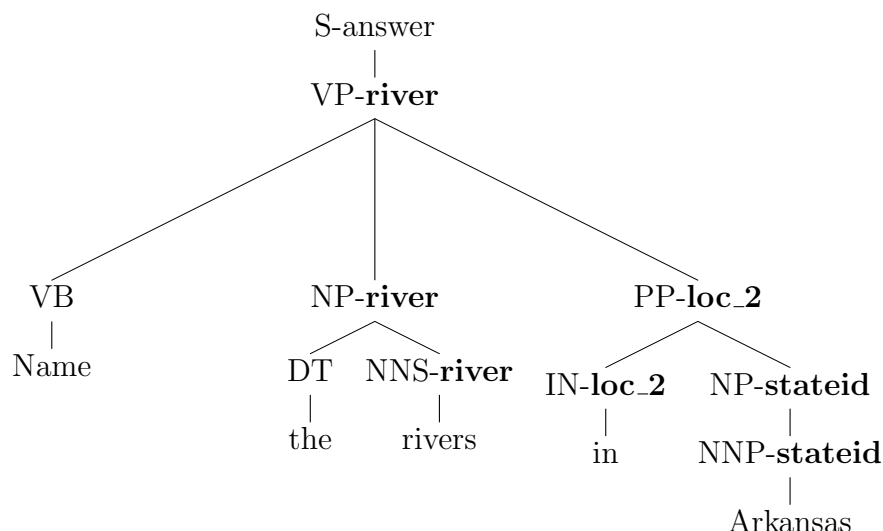 S-answer
VP-river
VB NP-river PP-loc_2
Name DT NNS-river IN-loc_2 NP-stateid
the rivers in NNP-stateid
Arkansas